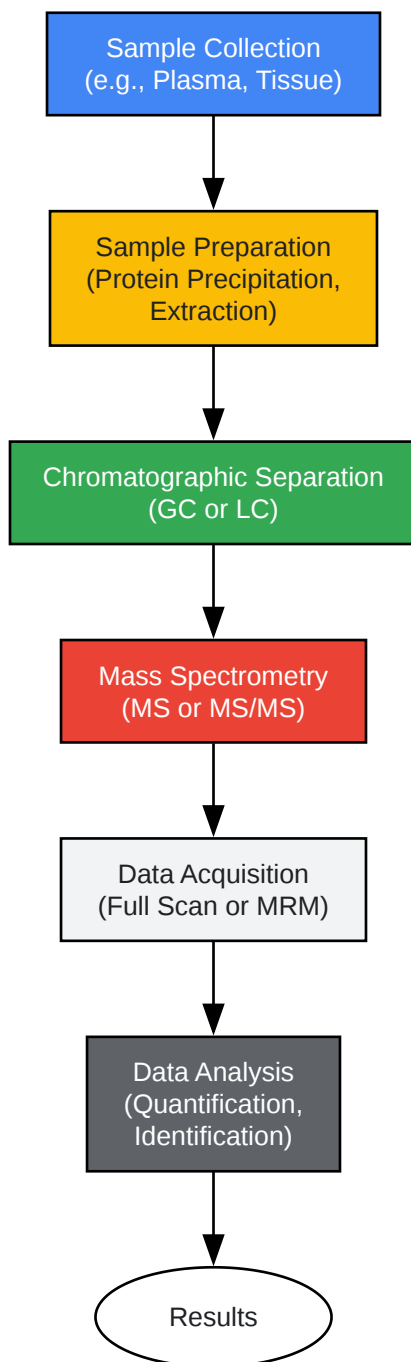 Sample Collection
(e.g., Plasma, Tissue)
Sample Preparation
(Protein Precipitation,
Extraction)
Chromatographic Separation
(GC or LC)
Mass Spectrometry
(MS or MS/MS)
Data Acquisition
(Full Scan or MRM)
Data Analysis
(Quantification,
Identification)
Results